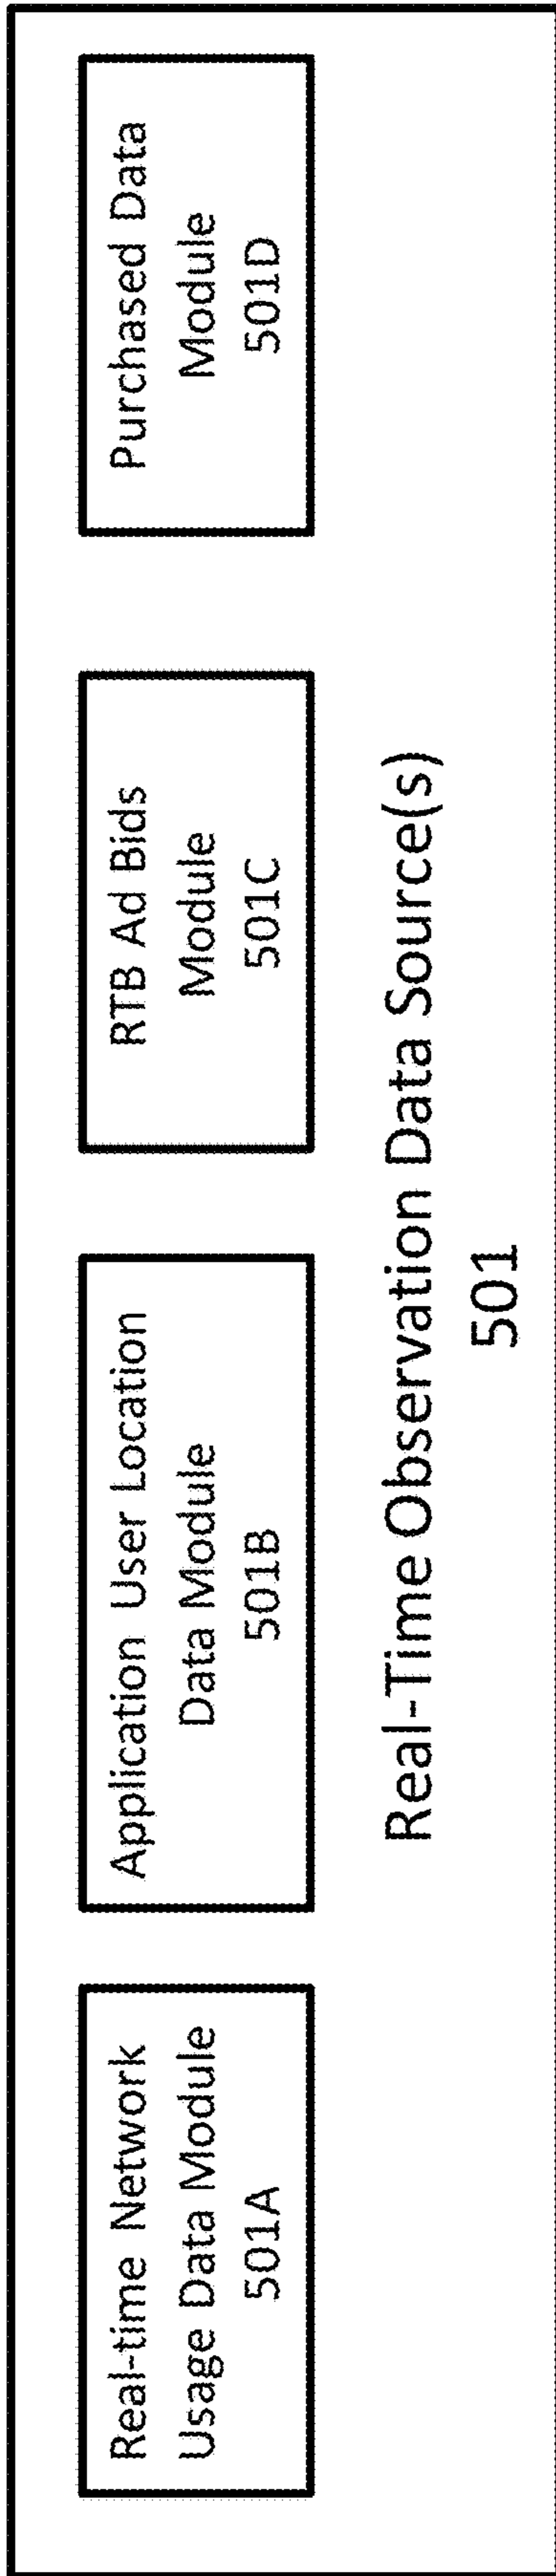 Real-time Network
Usage Data Module
501A
Application User Location
Data Module
501B
RTB Ad Bids
Module
501C
Purchased Data
Module
501D
Real-Time Observation Data Source(s)
501